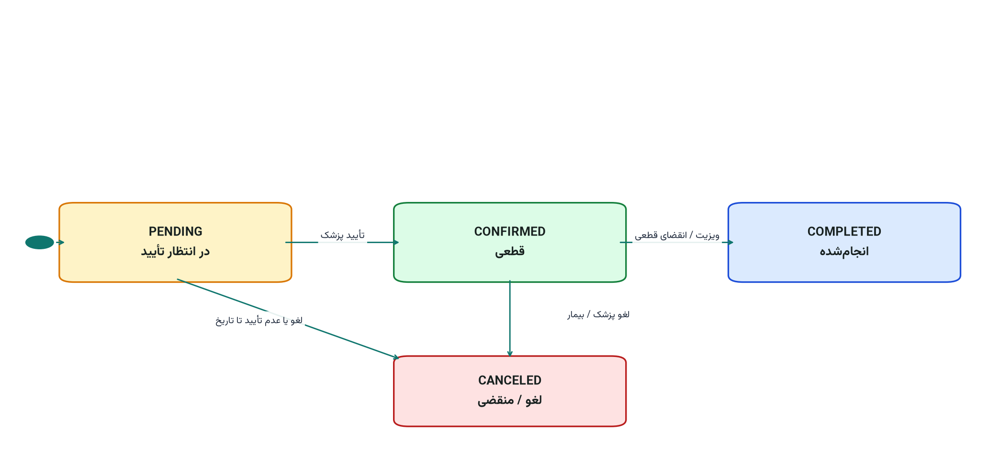 PENDING
در انتظار تأیید
تأیید پزشک
CONFIRMED
قطعی
ویزیت / انقضای قطعی
COMPLETED
انجام‌شده
لغو یا عدم تأیید تا تاریخ
لغو پزشک / بیمار
CANCELED
لغو / منقضی